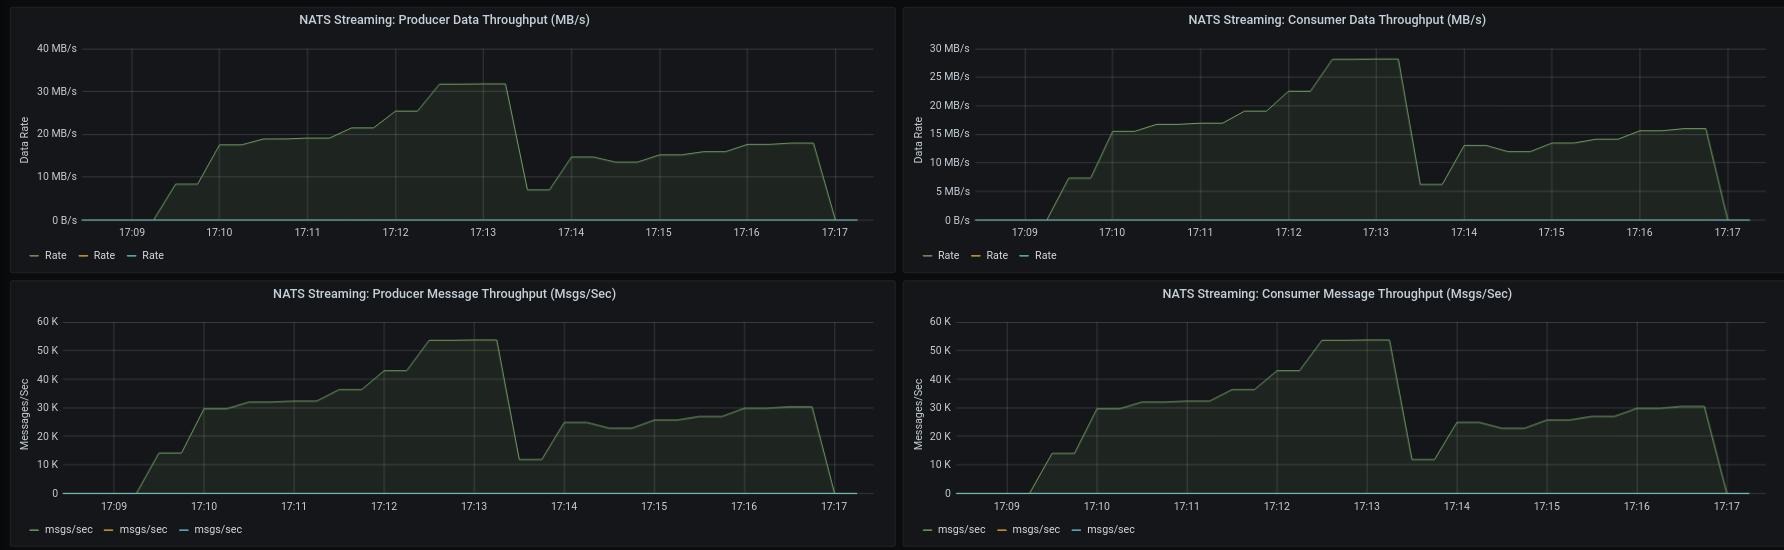 NATS Streaming: Producer Data Throughput (MB/s)
40 MB/s
30 MB/s
20 MB/s
10 MB/s
0 B/s
Data Rate
17:09 17:10 17:11 17:12 17:13 17:14 17:15 17:16 17:17
Rate Rate Rate
NATS Streaming: Consumer Data Throughput (MB/s)
30 MB/s
25 MB/s
20 MB/s
15 MB/s
10 MB/s
5 MB/s
0 B/s
Data Rate
17:09 17:10 17:11 17:12 17:13 17:14 17:15 17:16 17:17
Rate Rate Rate
NATS Streaming: Producer Message Throughput (Msgs/Sec)
60 K
50 K
40 K
30 K
20 K
10 K
0
Messages/Sec
17:09 17:10 17:11 17:12 17:13 17:14 17:15 17:16 17:17
msgs/sec msgs/sec msgs/sec
NATS Streaming: Consumer Message Throughput (Msgs/Sec)
60 K
50 K
40 K
30 K
20 K
10 K
0
Messages/Sec
17:09 17:10 17:11 17:12 17:13 17:14 17:15 17:16 17:17
msgs/sec msgs/sec msgs/sec